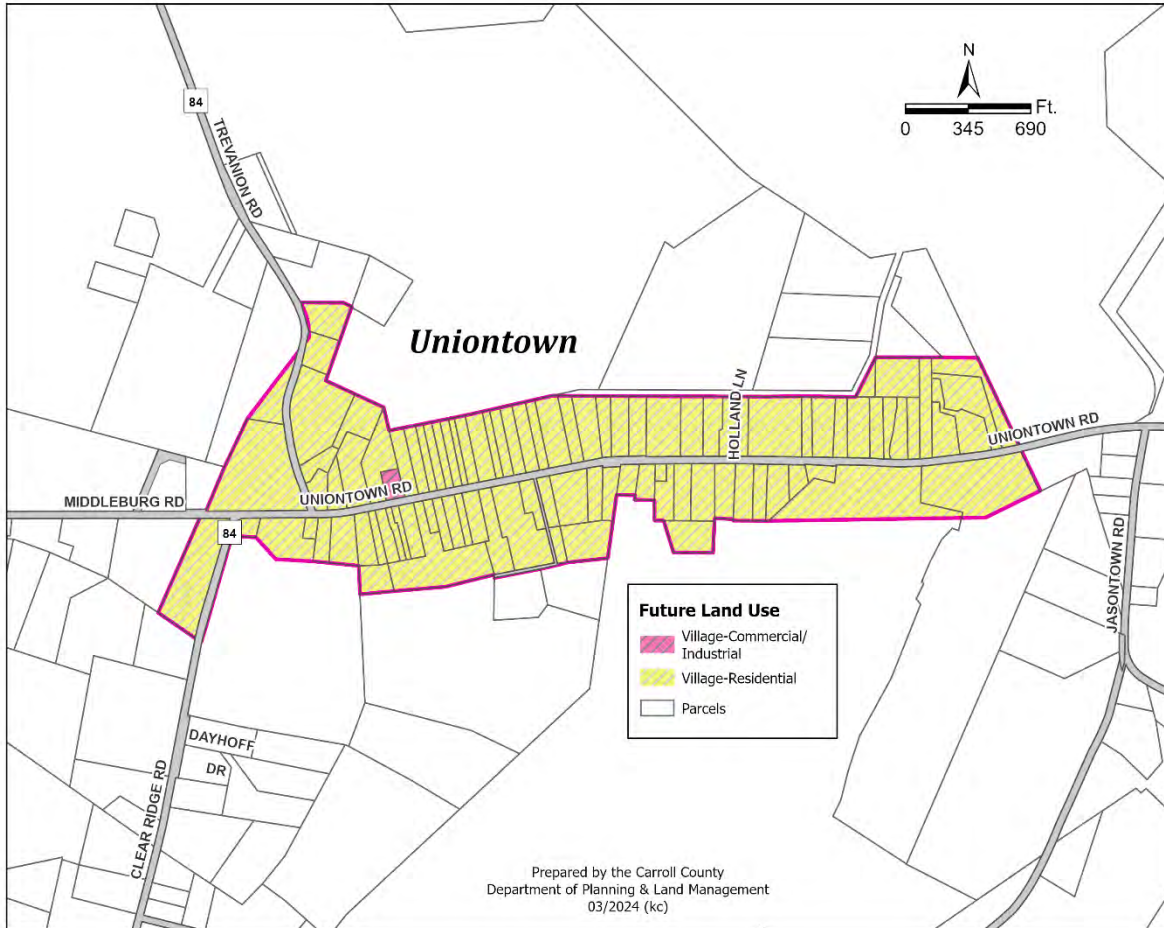 N
Ft.
0 345 690
84
TREVANION RD
Uniontown
HOLLAND LN
UNIONTOWN RD
UNIONTOWN RD
MIDDLEBURG RD
84
JASONTOWN RD
Future Land Use
Village-Commercial/
Industrial
Village-Residential
Parcels
DAYHOFF
DR
CLEAR RIDGE RD
Prepared by the Carroll County
Department of Planning & Land Management
03/2024 (kc)